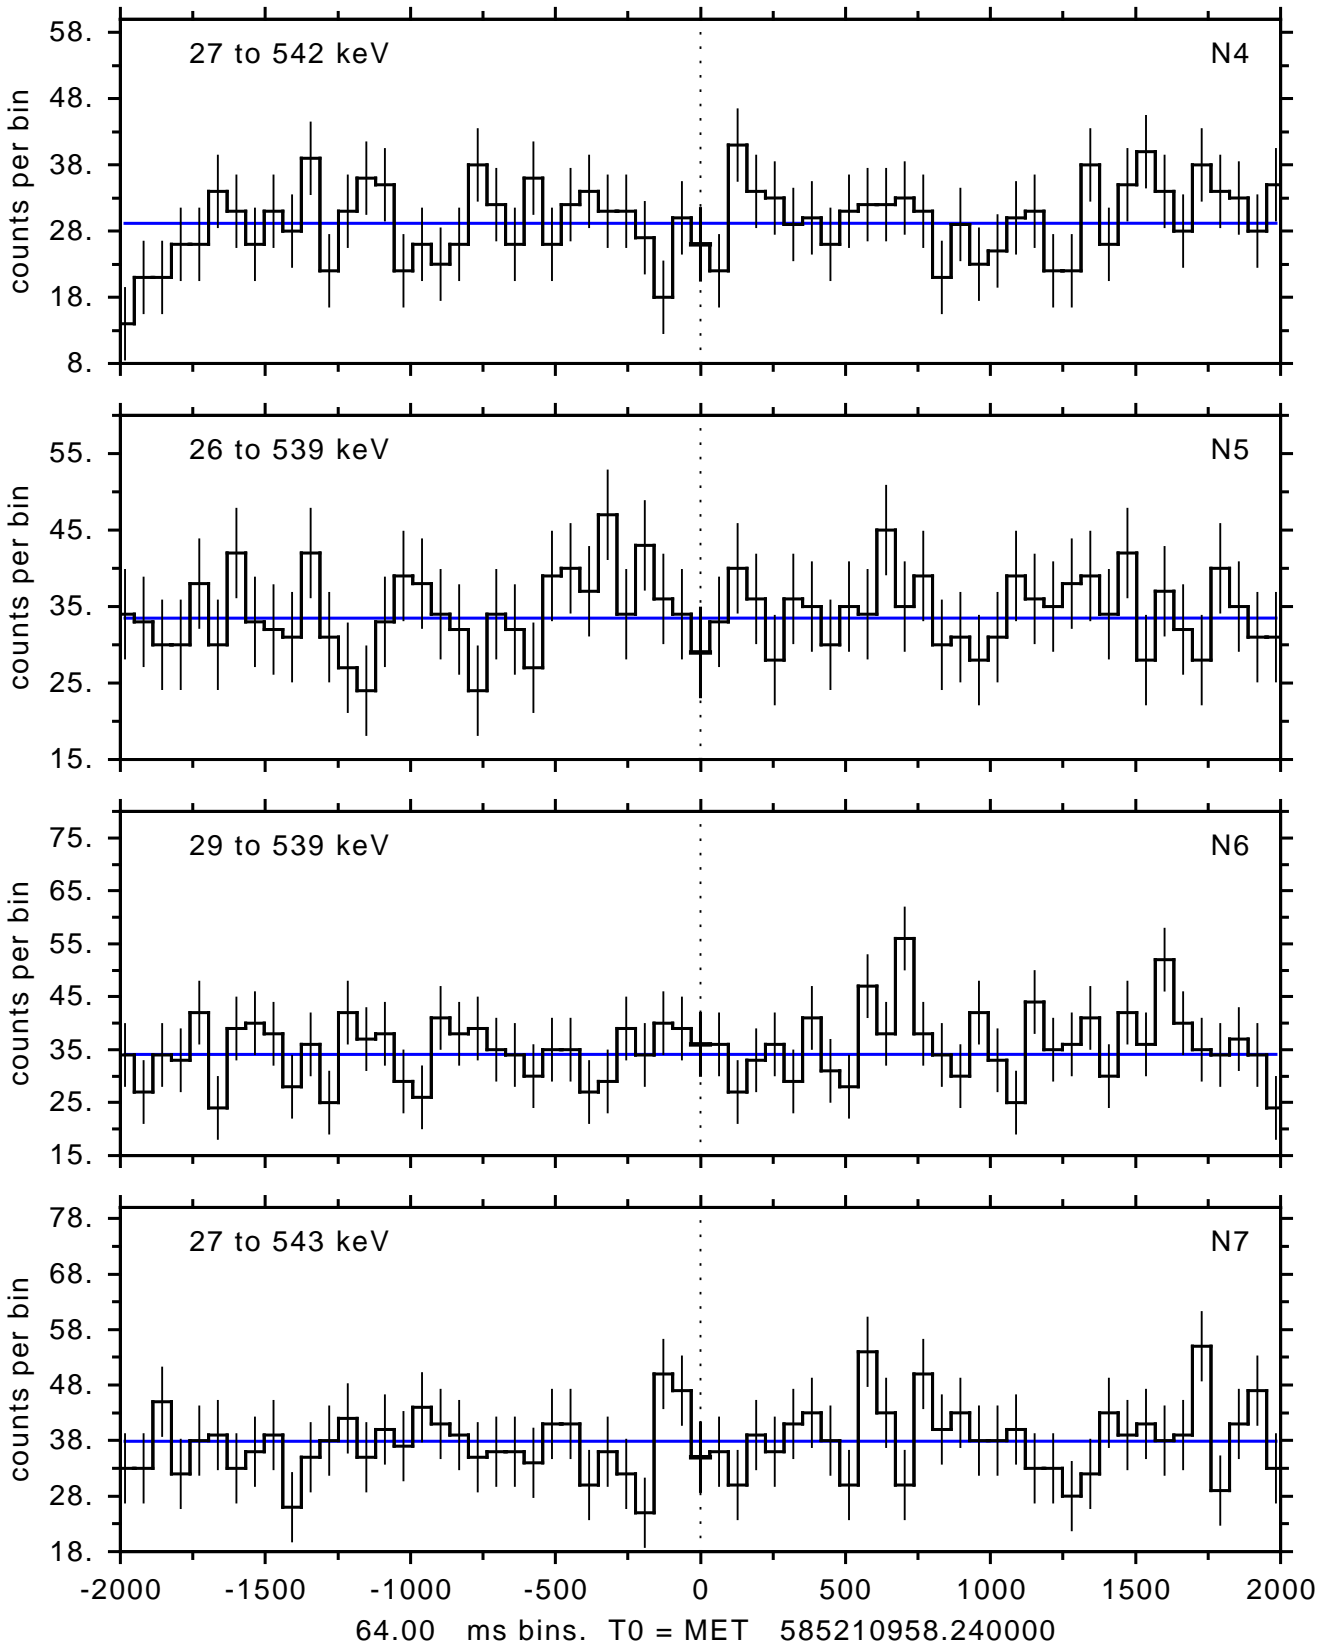 58.
27 to 542 keV N4
48.
38.
28.
18.
8.
counts per bin
26 to 539 keV N5
55.
45.
35.
25.
15.
counts per bin
29 to 539 keV N6
75.
65.
55.
45.
35.
25.
15.
counts per bin
78.
27 to 543 keV N7
68.
58.
48.
38.
28.
18.
counts per bin
-2000 -1500 -1000 -500 0 500 1000 1500 2000
64.00 ms bins. T0 = MET 585210958.240000